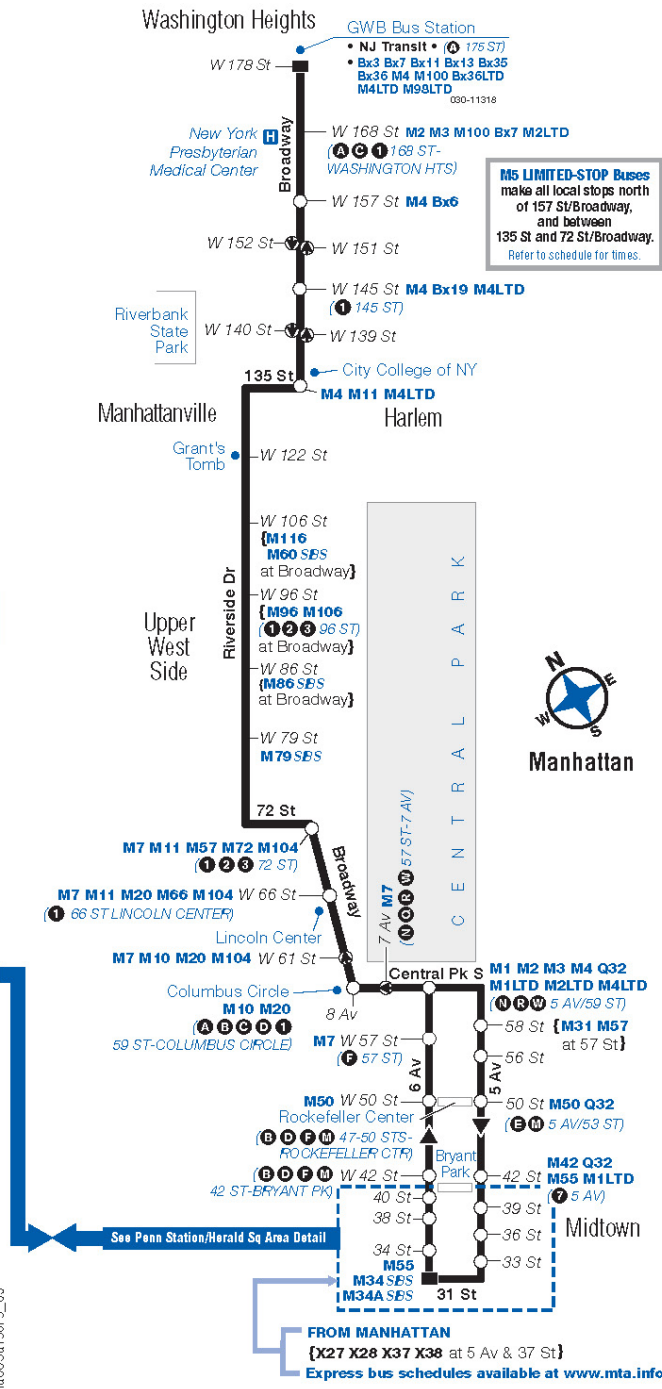 Washington Heights
GWB Bus Station
• NJ Transit • (A 175 ST)
• Bx3 Bx7 Bx11 Bx13 Bx35
Bx36 M4 M100 Bx36LTD
M4LTD M98LTD
030-11318
W 178 St
Broadway
New York
Presbyterian
Medical Center
H
W 168 St M2 M3 M100 Bx7 M2LTD
(A C 1 168 ST-
WASHINGTON HTS)
M5 LIMITED-STOP Buses
make all local stops north
of 157 St/Broadway,
and between
135 St and 72 St/Broadway.
Refer to schedule for times.
W 157 St M4 Bx6
W 152 St
W 151 St
W 145 St M4 Bx19 M4LTD
(1 145 ST)
Riverbank
State
Park
W 140 St
W 139 St
City College of NY
135 St
M4 M11 M4LTD
Manhattanville
Harlem
Grant's
Tomb
W 122 St
W 106 St
{M116
M60 SBS
at Broadway}
W 96 St
{M96 M106
(1 2 3 96 ST)
at Broadway}
W 86 St
{M86 SBS
at Broadway}
W 79 St
M79 SBS
Riverside Dr
Upper
West
Side
CENTRAL PARK
N
E
S
W
Manhattan
72 St
M7 M11 M57 M72 M104
(1 2 3 72 ST)
Broadway
M7 M11 M20 M66 M104 W 66 St
(1 66 ST LINCOLN CENTER)
Lincoln Center
M7 M10 M20 M104 W 61 St
7 Av M7
(N Q R W 57 ST-7 AV)
Columbus Circle
M10 M20
(A B C D 1
59 ST-COLUMBUS CIRCLE)
8 Av
Central Pk S
M1 M2 M3 M4 Q32
M1LTD M2LTD M4LTD
(N R W 5 AV/59 ST)
58 St {M31 M57
at 57 St}
56 St
M7 W 57 St
(F 57 ST)
6 Av
5 Av
M50 W 50 St
Rockefeller Center
(B D F M 47-50 STS-
ROCKEFELLER CTR)
50 St M50 Q32
(E M 5 AV/53 ST)
Bryant
Park
(B D F M W 42 St
42 ST-BRYANT PK)
42 St
M42 Q32
M55 M1LTD
(7 5 AV)
40 St
38 St
34 St
M55
M34 SBS
M34A SBS
39 St
36 St
33 St
31 St
Midtown
See Penn Station/Herald Sq Area Detail
FROM MANHATTAN
{X27 X28 X37 X38 at 5 Av & 37 St}
Express bus schedules available at www.mta.info